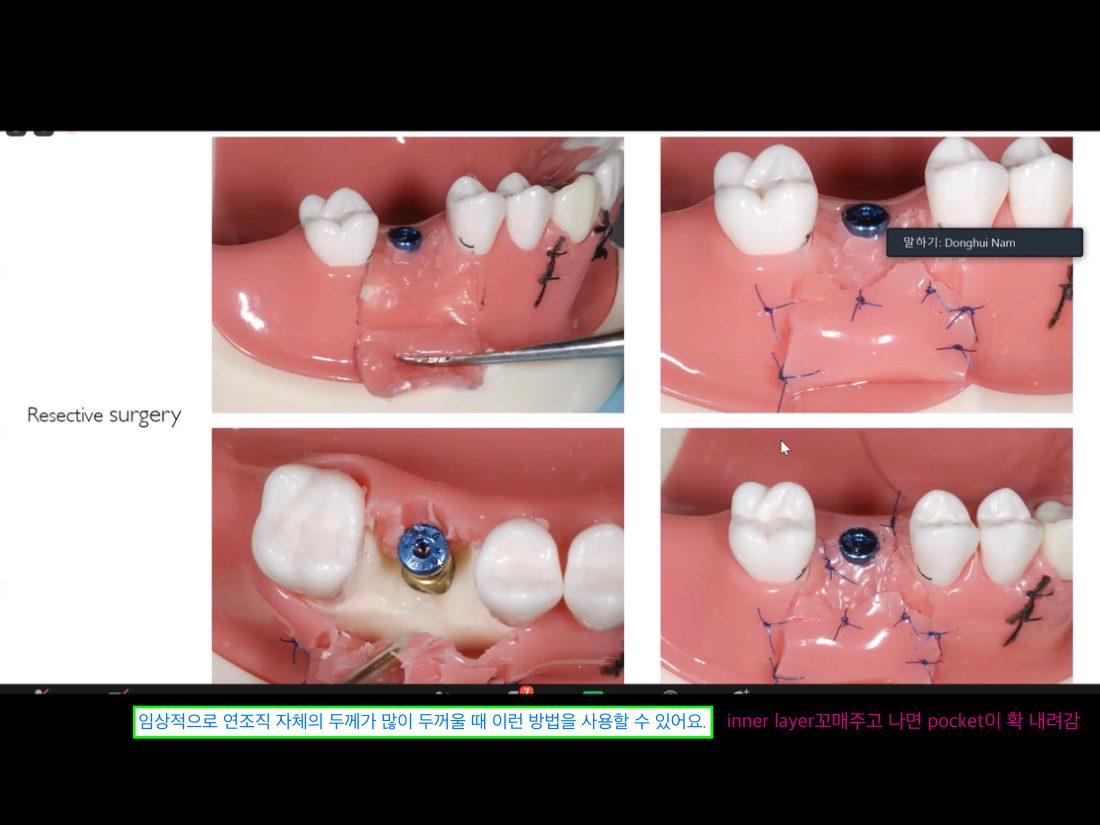 말하기: Donghui Nam
Resective surgery
7
임상적으로 연조직 자체의 두께가 많이 두꺼울 때 이런 방법을 사용할 수 있어요.
inner layer꼬매주고 나면 pocket이 확 내려감